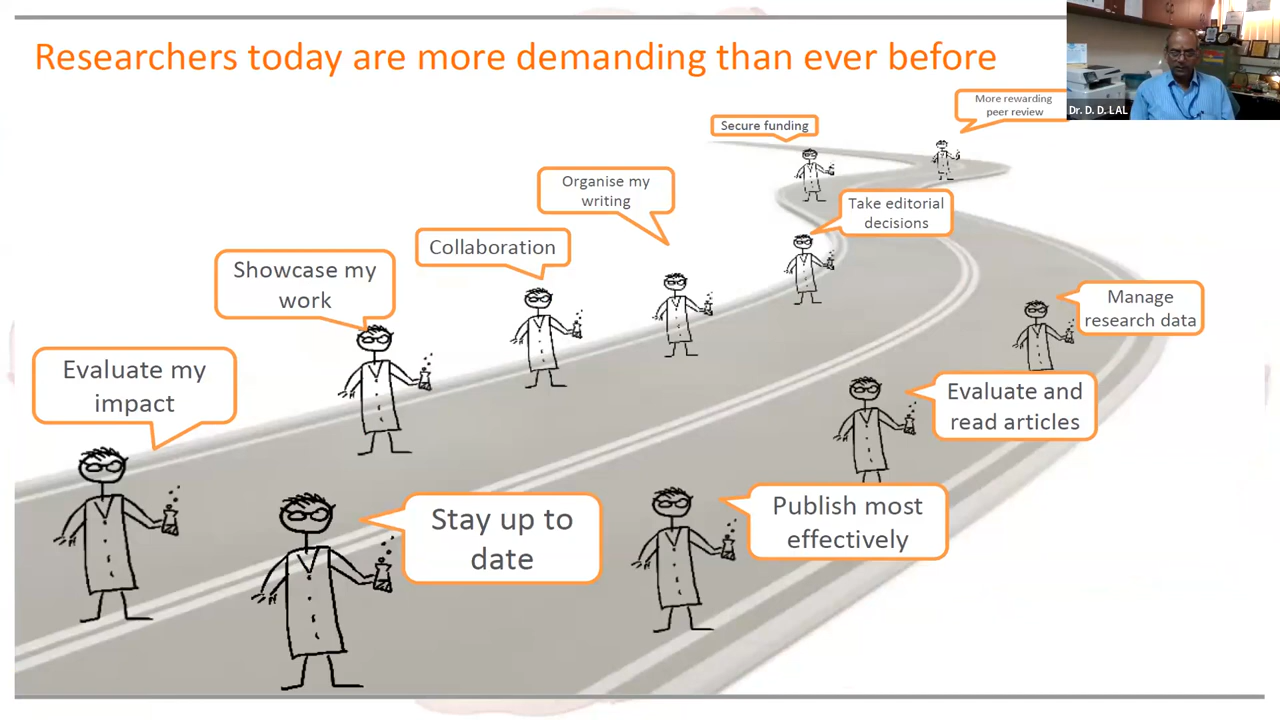 Researchers today are more demanding than ever before
Dr. D. D. LAL
More rewarding
peer review
Secure funding
Organise my
writing
Take editorial
decisions
Collaboration
Showcase my
work
Manage
research data
Evaluate my
impact
Evaluate and
read articles
Stay up to
date
Publish most
effectively